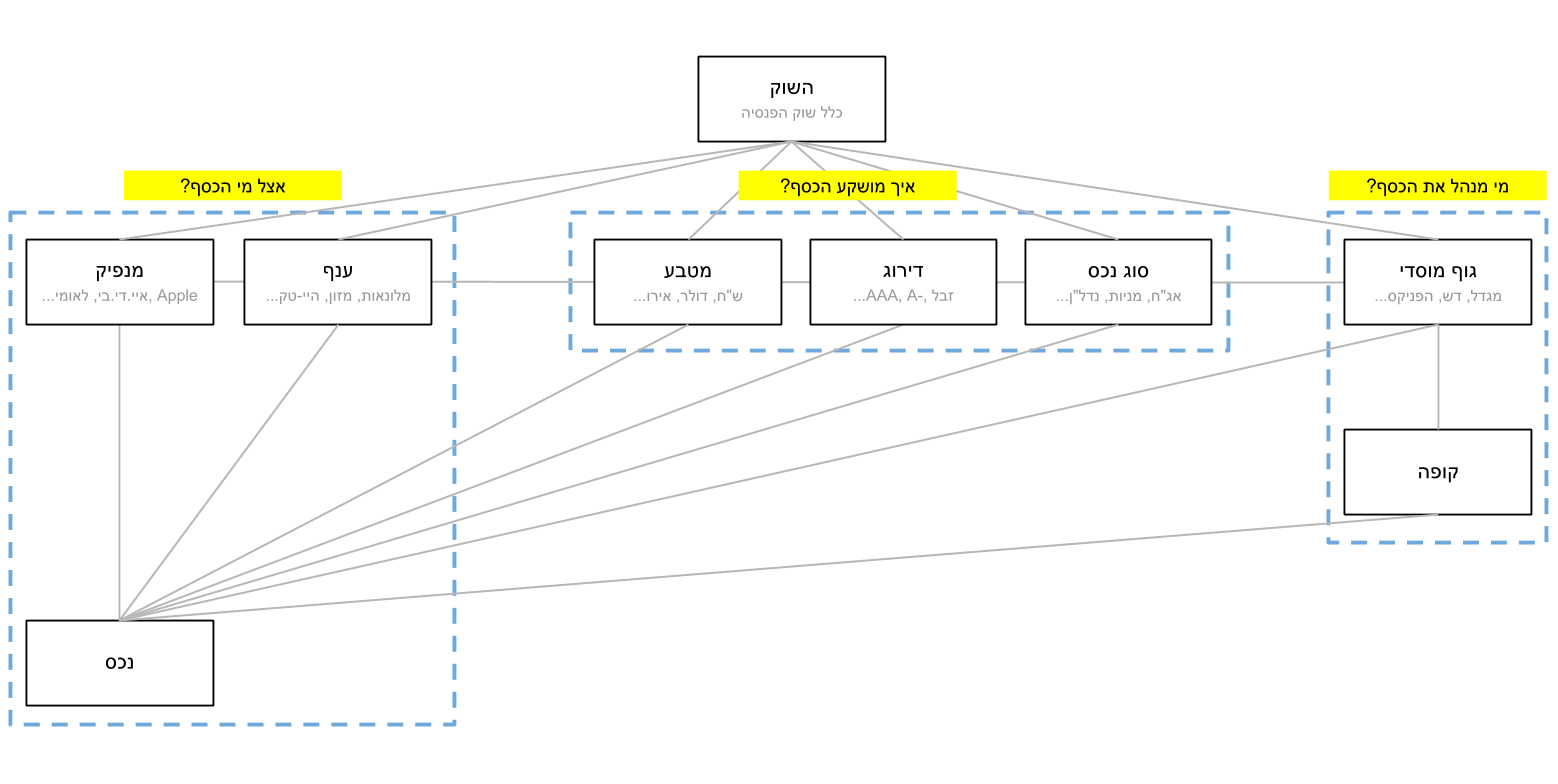 השוק
כלל שוק הפנסיה
מי מנהל את הכסף?
איך מושקע הכסף?
אצל מי הכסף?
גוף מוסדי
מגדל, דש, הפניקס...
סוג נכס
אג"ח, מניות, נדל"ן...
דירוג
זבל, AAA, A-...
מטבע
ש"ח, דולר, אירו...
ענף
מלונאות, מזון, היי-טק...
מנפיק
Apple, איי.די.בי, לאומי...
קופה
נכס